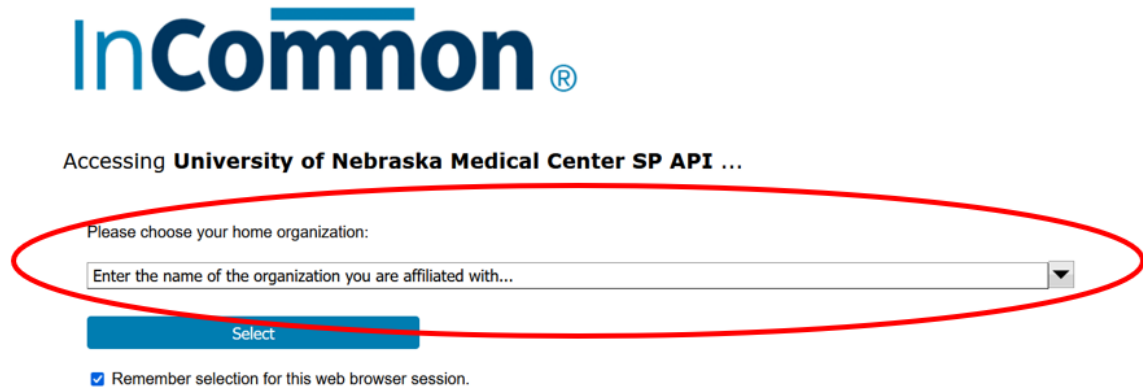 InCommon ®
Accessing University of Nebraska Medical Center SP API ...
Please choose your home organization:
Enter the name of the organization you are affiliated with...
Select
Remember selection for this web browser session.